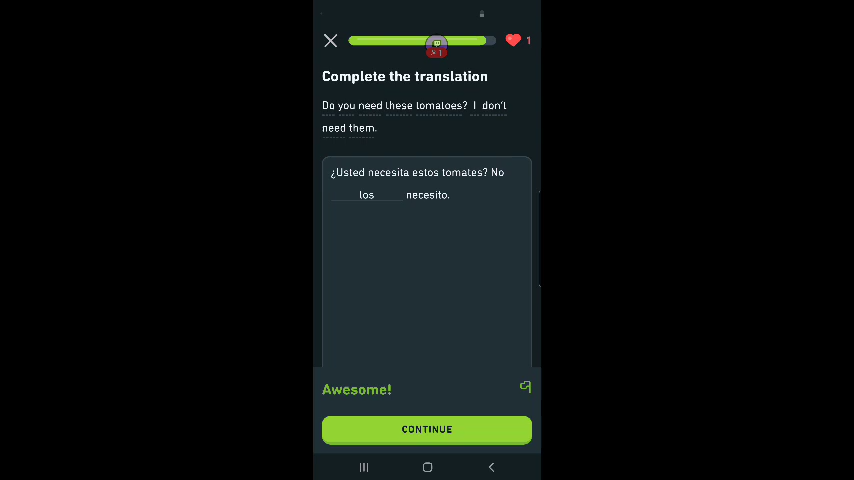 1
Complete the translation
Do you need these tomatoes? I don't
need them.
¿Usted necesita estos tomates? No
los necesito.
Awesome!
CONTINUE